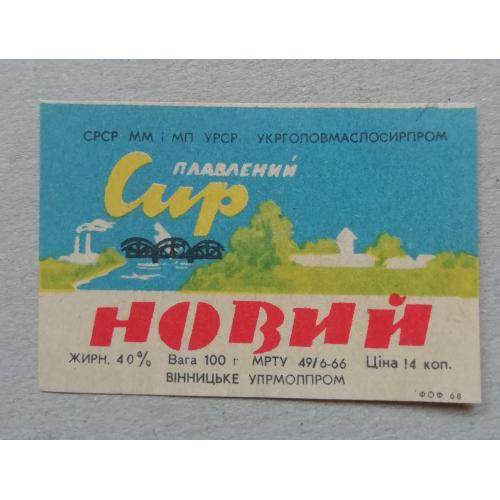 СРСР ММ і МП УРСР УКРГОЛОВМАСЛОСИРПРОМ
ПЛАВЛЕНИЙ
Сир
НОВИЙ
ЖИРН. 40% Вага 100 г МРТУ 49/6-66 Ціна 14 коп.
ВІННИЦЬКЕ УПРМОЛПРОМ
ФОФ 68